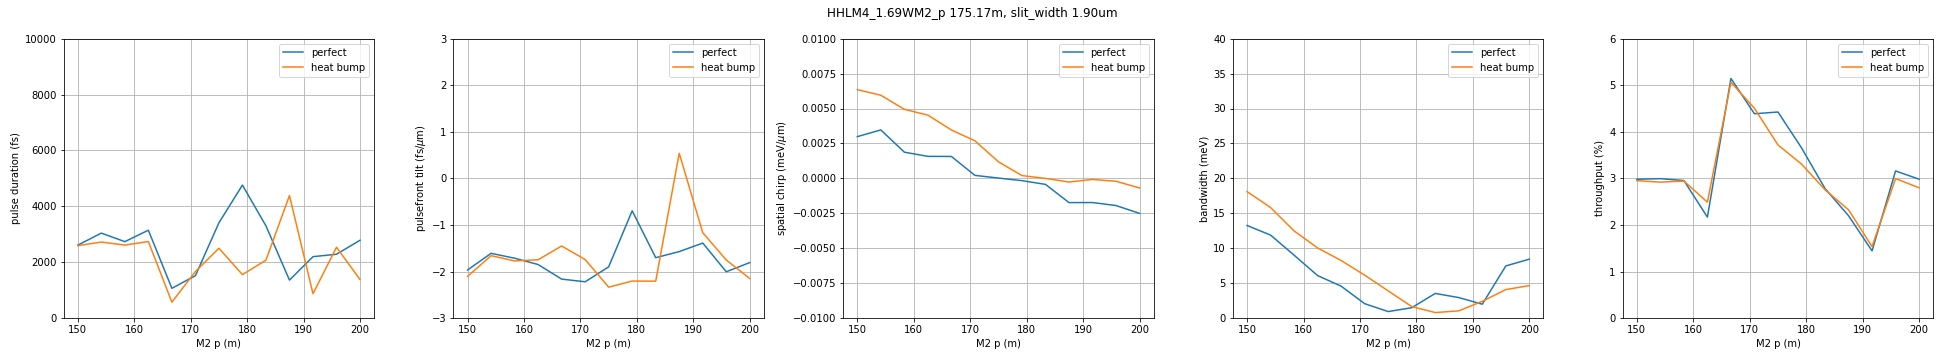 HHLM4_1.69WM2_p 175.17m, slit_width 1.90um
pulse duration (fs)
10000
8000
6000
4000
2000
0
150 160 170 180 190 200
M2 p (m)
perfect
heat bump
pulsefront tilt (fs/μm)
3
2
1
0
−1
−2
−3
150 160 170 180 190 200
M2 p (m)
perfect
heat bump
spatial chirp (meV/μm)
0.0100
0.0075
0.0050
0.0025
0.0000
−0.0025
−0.0050
−0.0075
−0.0100
150 160 170 180 190 200
M2 p (m)
perfect
heat bump
bandwidth (meV)
40
35
30
25
20
15
10
5
0
150 160 170 180 190 200
M2 p (m)
perfect
heat bump
throughput (%)
6
5
4
3
2
1
0
150 160 170 180 190 200
M2 p (m)
perfect
heat bump